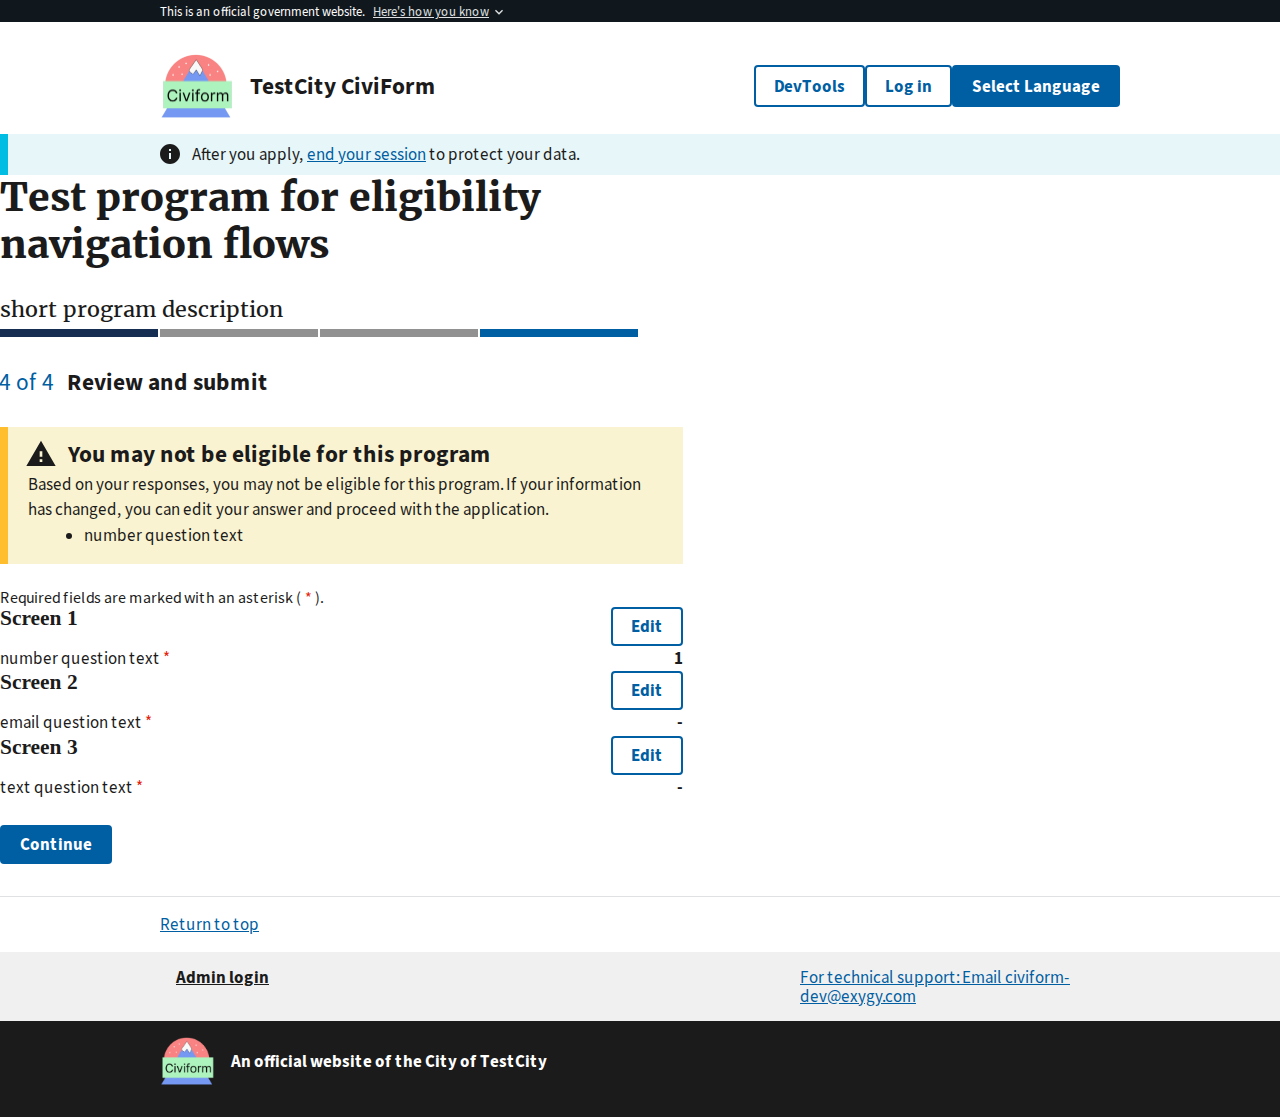 This is an official government website. Here's how you know
Civiform
TestCity CiviForm
DevTools
Log in
Select Language
After you apply, end your session to protect your data.
Test program for eligibility
navigation flows
short program description
4 of 4 Review and submit
You may not be eligible for this program
Based on your responses, you may not be eligible for this program. If your information
has changed, you can edit your answer and proceed with the application.
• number question text
Required fields are marked with an asterisk ( * ).
Screen 1
Edit
number question text *
1
Screen 2
Edit
email question text *
-
Screen 3
Edit
text question text *
-
Continue
Return to top
Admin login
For technical support: Email civiform-
dev@exygy.com
Civiform
An official website of the City of TestCity